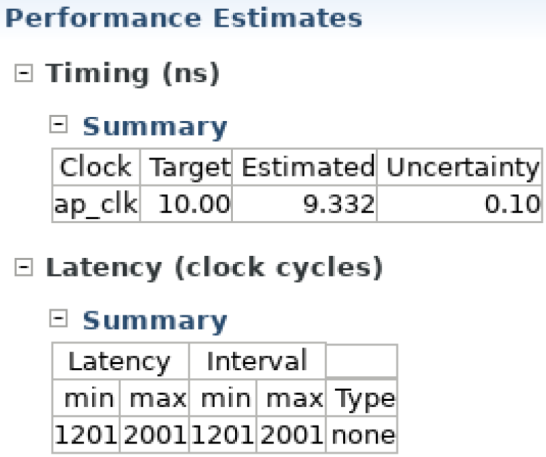 Performance Estimates
Timing (ns)
Summary
Clock Target Estimated Uncertainty
ap_clk 10.00 9.332 0.10
Latency (clock cycles)
Summary
Latency Interval
min max min max Type
1201 2001 1201 2001 none